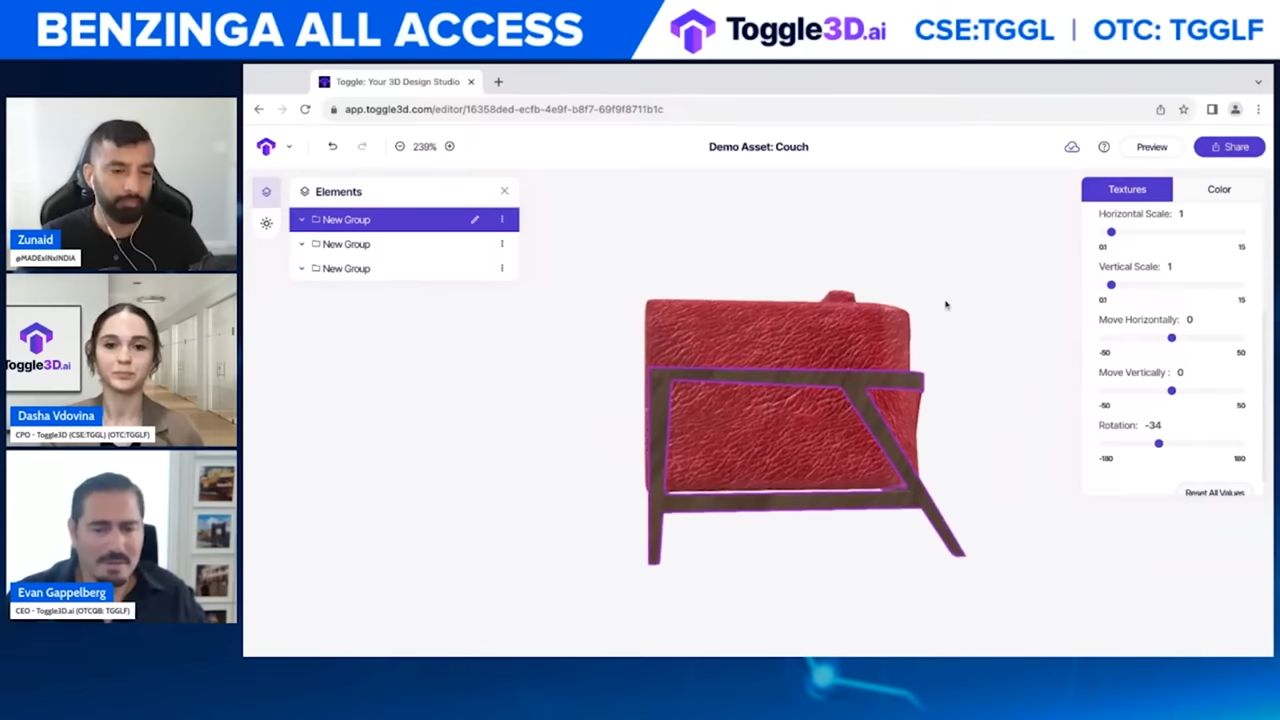 BENZINGA ALL ACCESS
Toggle3D.ai
CSE:TGGL | OTC: TGGLF
Toggle: Your 3D Design Studio
app.toggle3d.com/editor/16358ded-ecfb-4e9f-b8f7-69f9f8711b1c
239%
Demo Asset: Couch
Preview
Share
Elements
New Group
New Group
New Group
Textures
Color
Horizontal Scale: 1
0.1 15
Vertical Scale: 1
0.1 15
Move Horizontally: 0
-50 50
Move Vertically : 0
-50 50
Rotation: -34
-180 180
Reset All Values
Zunaid
@MADExINxINDIA
Toggle3D.ai
Dasha Vdovina
CPO - Toggle3D (CSE:TGGL) (OTC:TGGLF)
Evan Gappelberg
CEO - Toggle3D.ai (OTCQB: TGGLF)